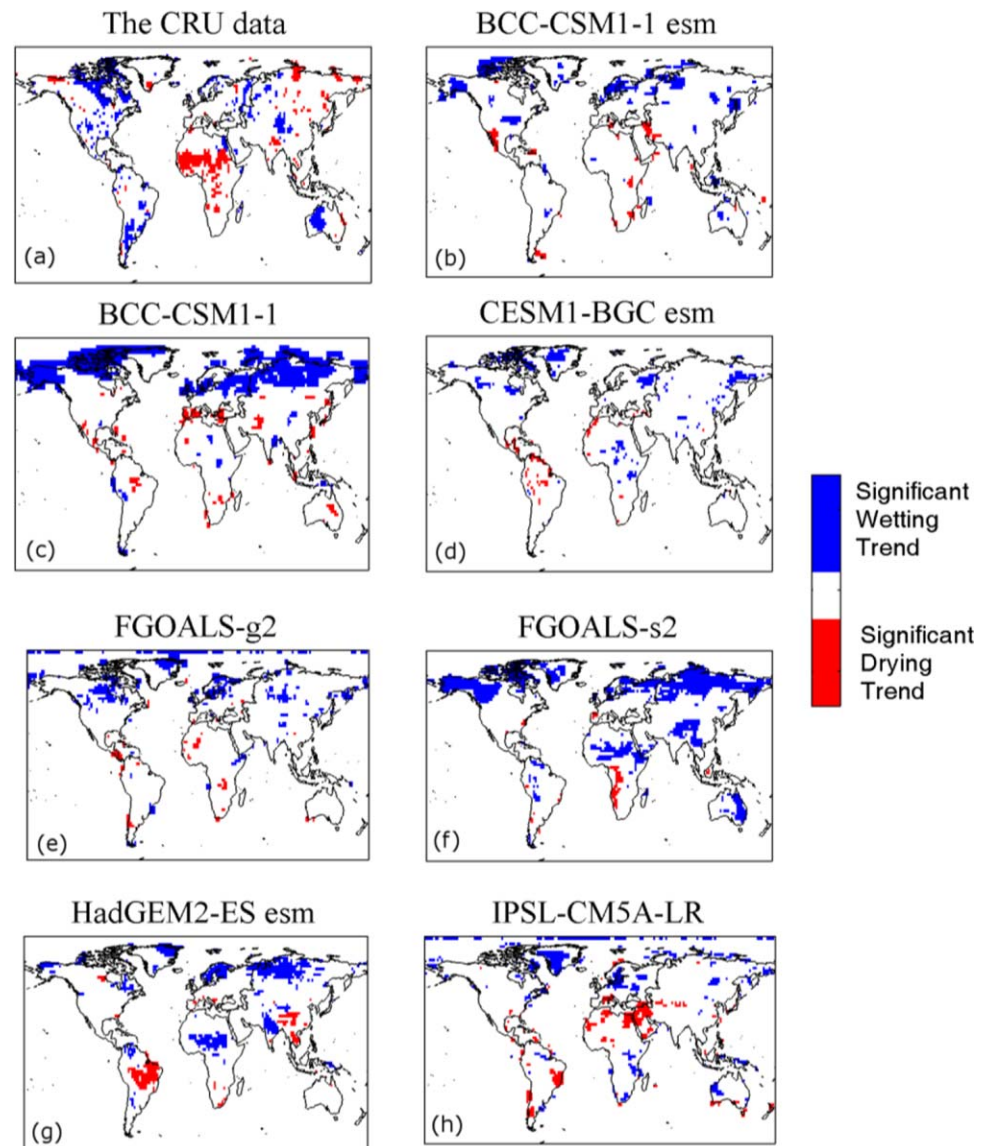 The CRU data
BCC-CSM1-1 esm
(a)
(b)
BCC-CSM1-1
CESM1-BGC esm
(c)
(d)
Significant
Wetting
Trend
Significant
Drying
Trend
FGOALS-g2
FGOALS-s2
(e)
(f)
HadGEM2-ES esm
IPSL-CM5A-LR
(g)
(h)